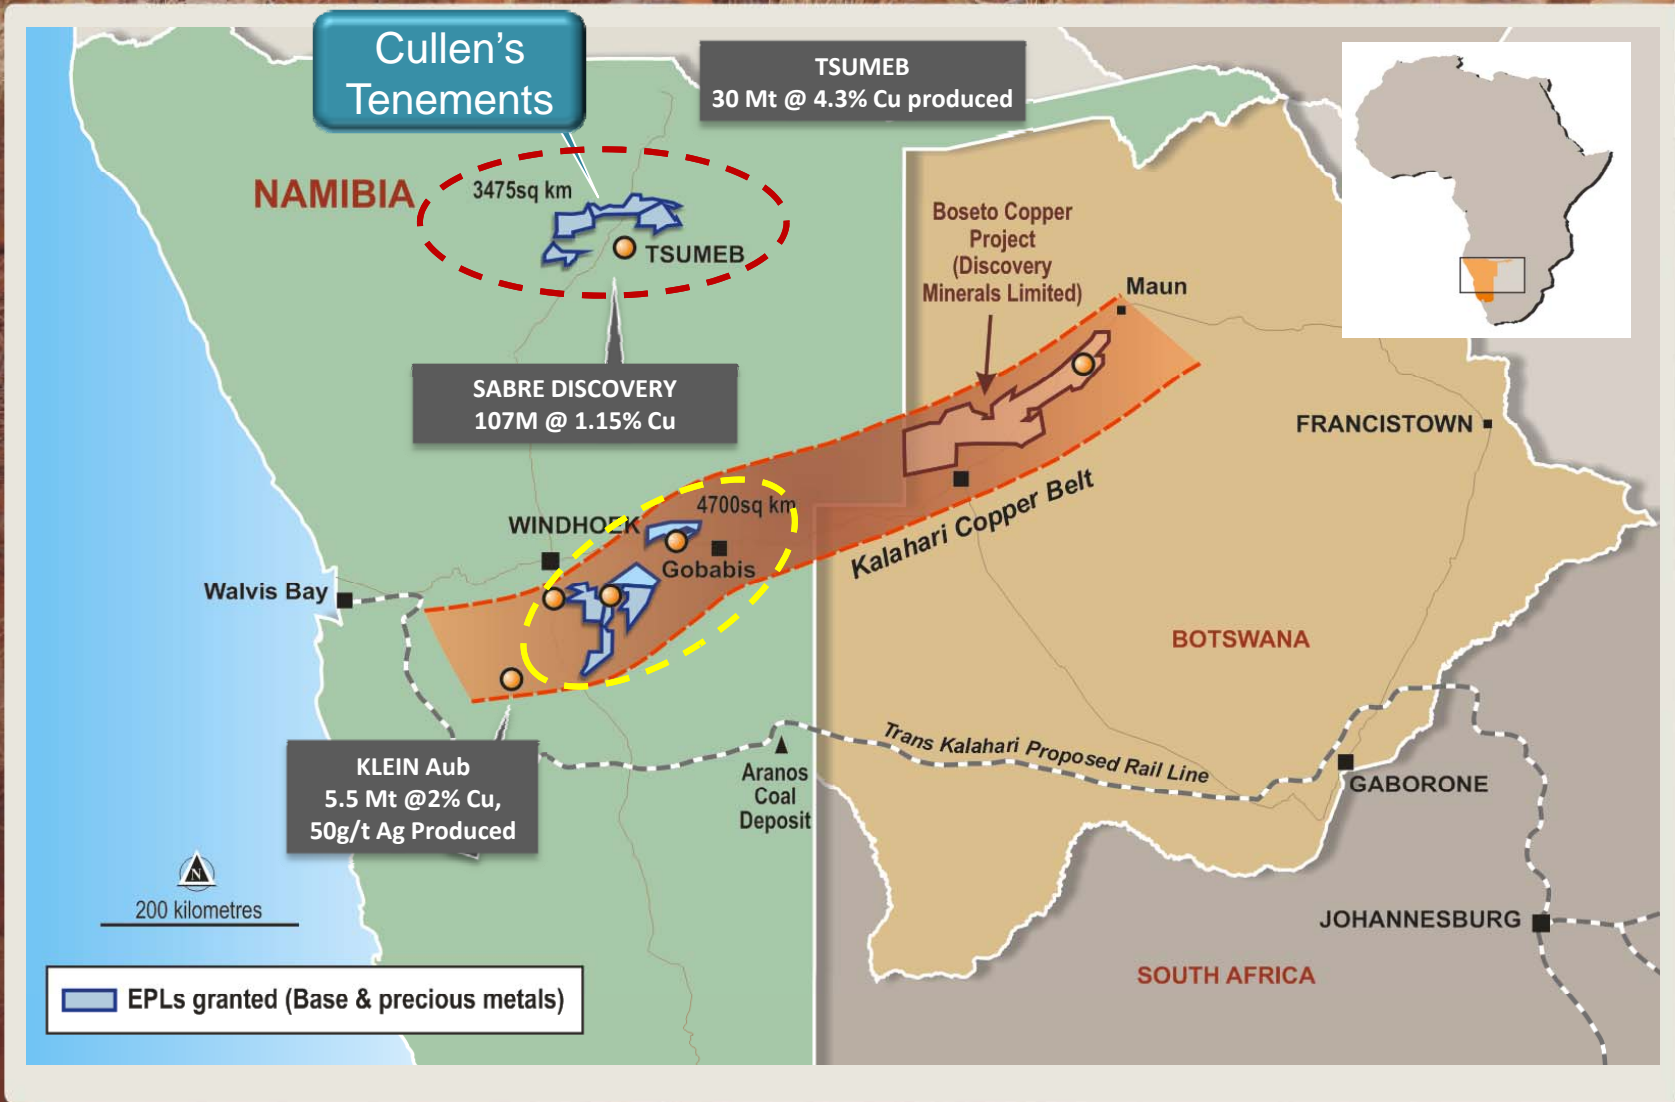 Cullen's
Tenements
TSUMEB
30 Mt @ 4.3% Cu produced
NAMIBIA
3475sq km
TSUMEB
Boseto Copper
Project
(Discovery
Minerals Limited)
Maun
SABRE DISCOVERY
107M @ 1.15% Cu
FRANCISTOWN
4700sq km
WINDHOEK
Gobabis
Kalahari Copper Belt
Walvis Bay
BOTSWANA
KLEIN Aub
5.5 Mt @2% Cu,
50g/t Ag Produced
Aranos
Coal
Deposit
Trans Kalahari Proposed Rail Line
GABORONE
N
200 kilometres
JOHANNESBURG
SOUTH AFRICA
EPLs granted (Base & precious metals)